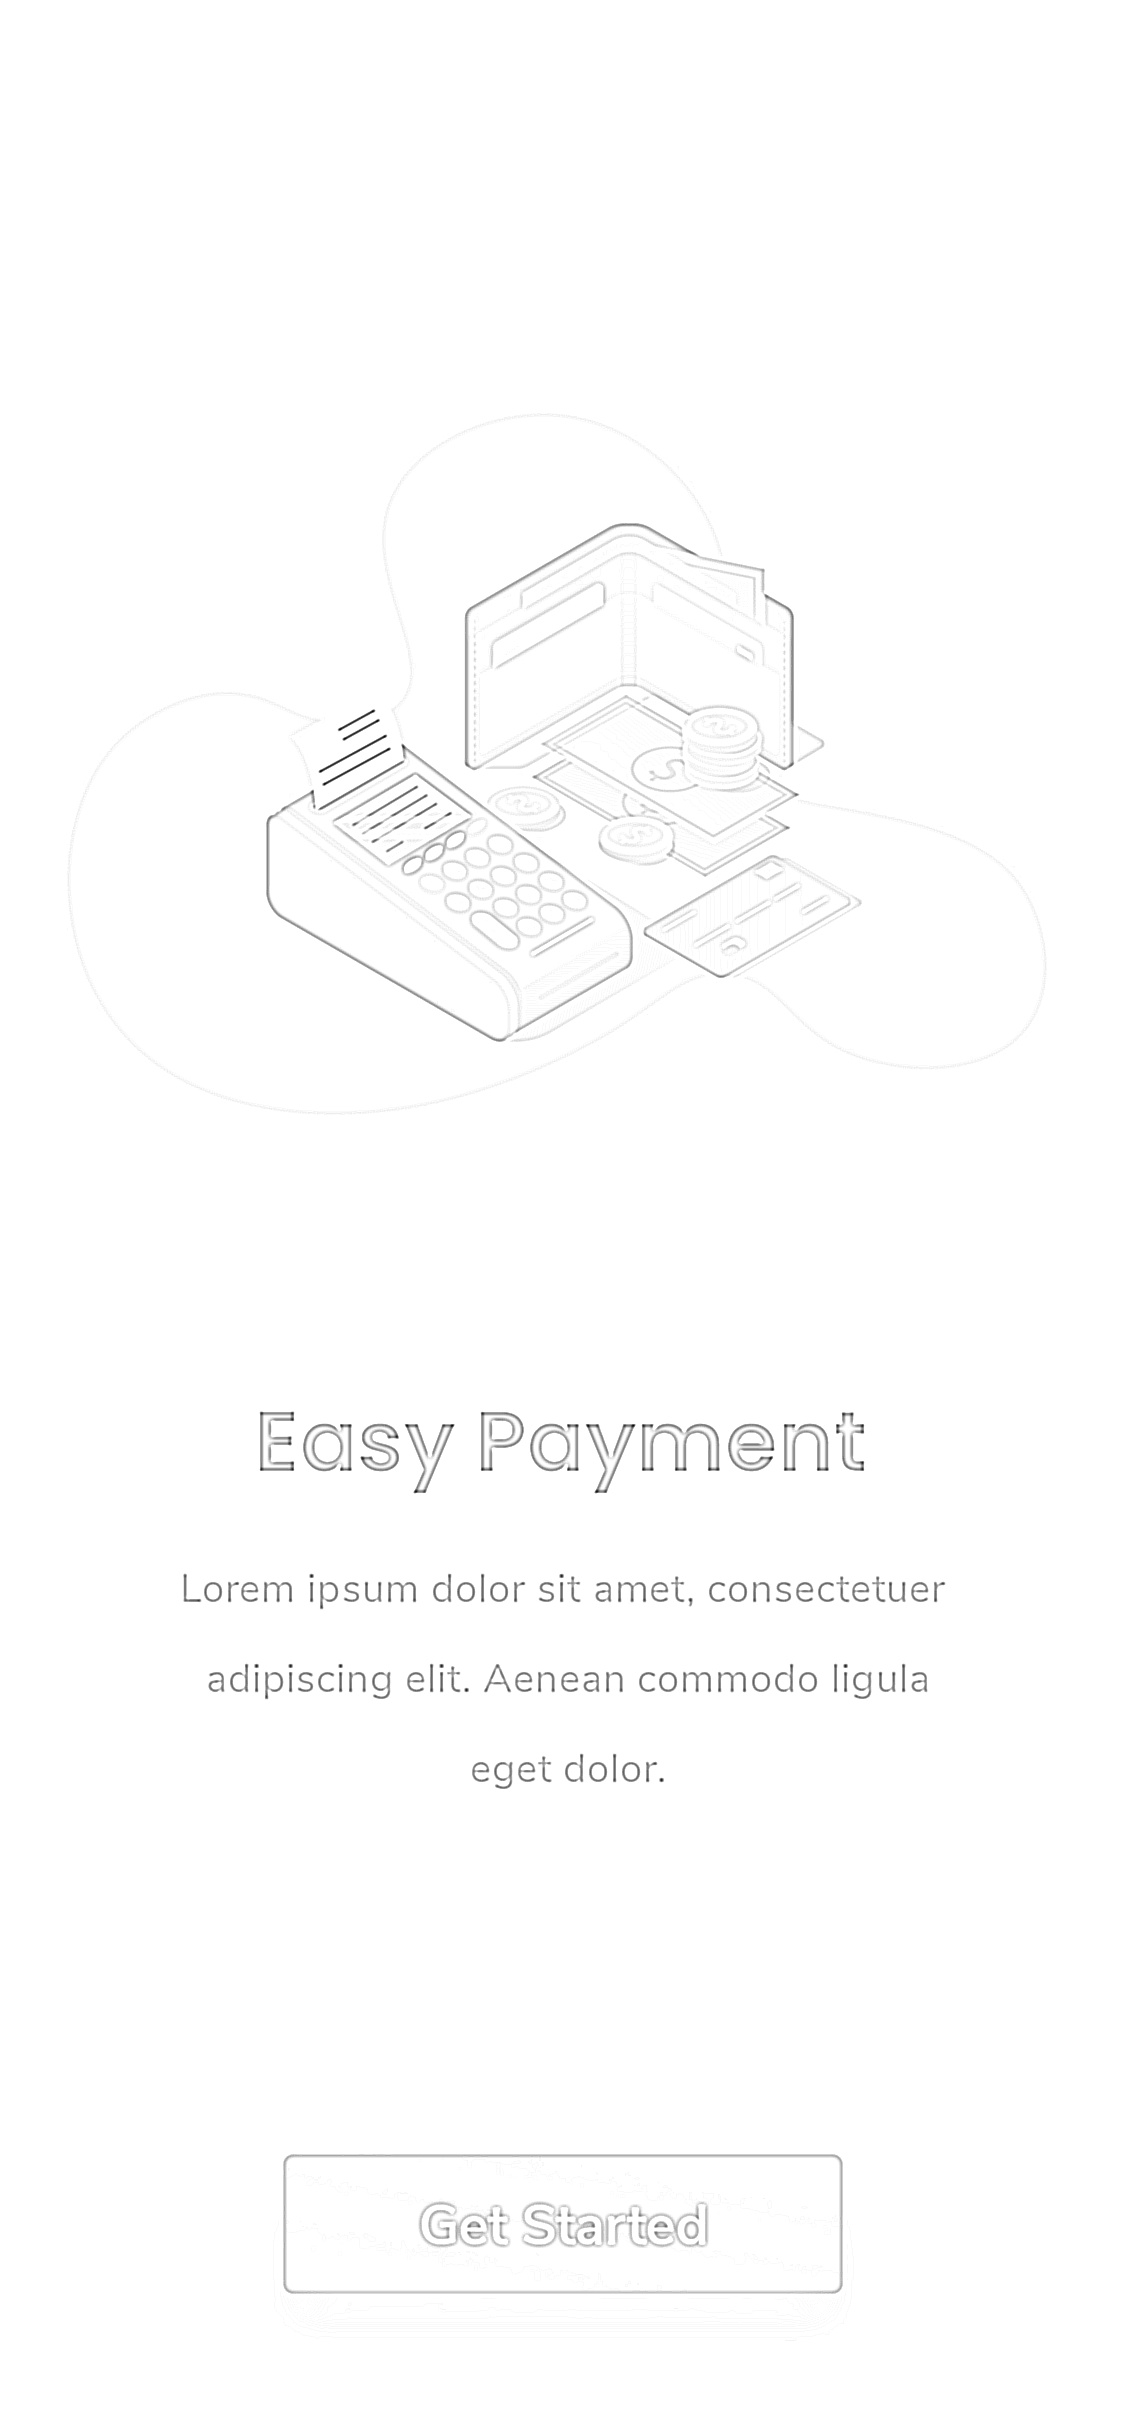 Easy Payment
Lorem ipsum dolor sit amet, consectetuer
adipiscing elit. Aenean commodo ligula
eget dolor.
Get Started